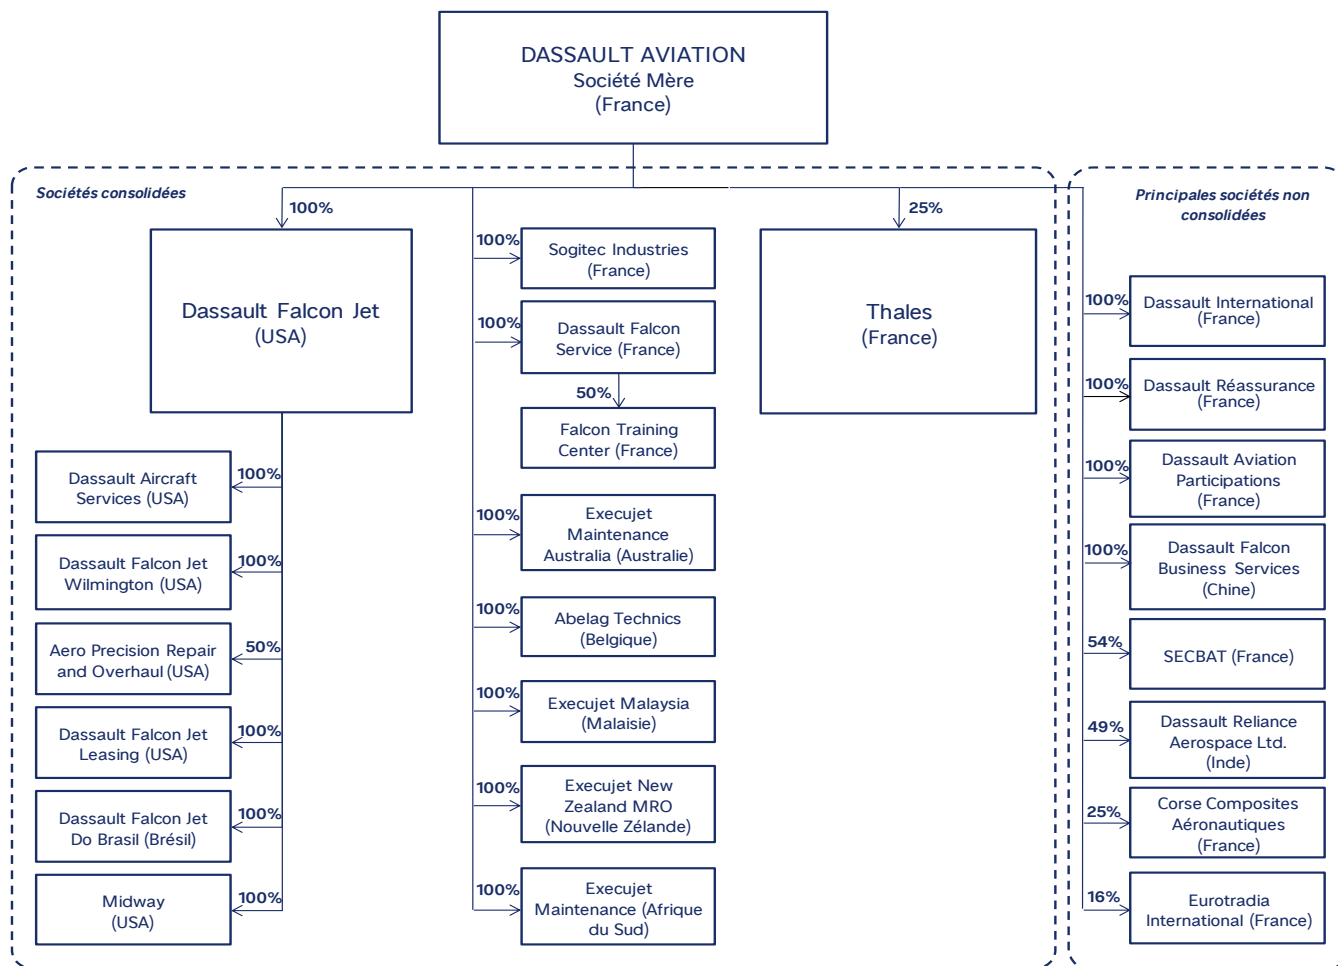 DASSAULT AVIATION
Société Mère
(France)
Sociétés consolidées
100%
Dassault Falcon Jet
(USA)
100%
Dassault Aircraft
Services (USA)
100%
Dassault Falcon Jet
Wilmington (USA)
50%
Aero Precision Repair
and Overhaul (USA)
100%
Dassault Falcon Jet
Leasing (USA)
100%
Dassault Falcon Jet
Do Brasil (Brésil)
100%
Midway
(USA)
100%
Sogitec Industries
(France)
100%
Dassault Falcon
Service (France)
50%
Falcon Training
Center (France)
100%
Execujet
Maintenance
Australia (Australie)
100%
Abelag Technics
(Belgique)
100%
Execujet Malaysia
(Malaisie)
100%
Execujet New
Zealand MRO
(Nouvelle Zélande)
100%
Execujet
Maintenance (Afrique
du Sud)
25%
Thales
(France)
Principales sociétés non
consolidées
100%
Dassault International
(France)
100%
Dassault Réassurance
(France)
100%
Dassault Aviation
Participations
(France)
100%
Dassault Falcon
Business Services
(Chine)
54%
SECBAT (France)
49%
Dassault Reliance
Aerospace Ltd.
(Inde)
25%
Corse Composites
Aéronautiques
(France)
16%
Eurotradia
International (France)